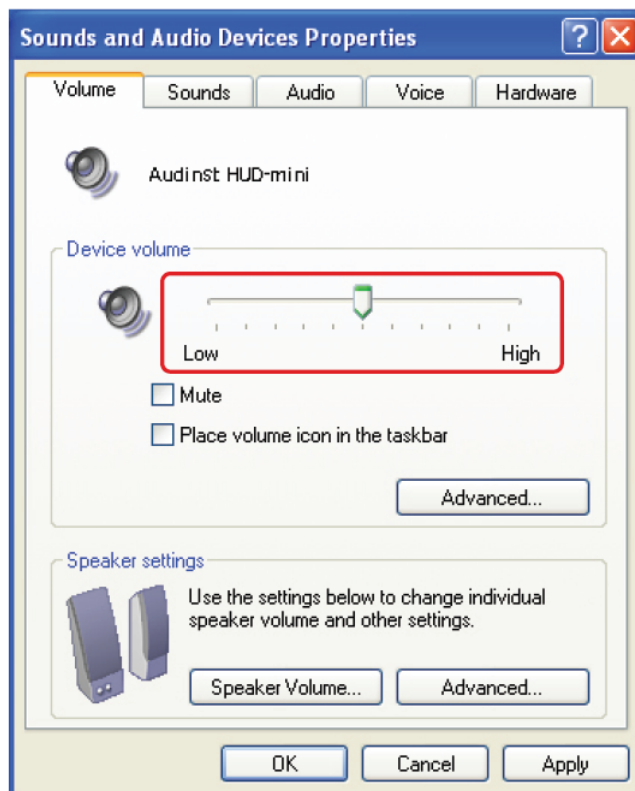 Sounds and Audio Devices Properties
Volume Sounds Audio Voice Hardware
Audinst HUD-mini
Device volume
Low High
Mute
Place volume icon in the taskbar
Advanced...
Speaker settings
Use the settings below to change individual
speaker volume and other settings.
Speaker Volume... Advanced...
OK Cancel Apply